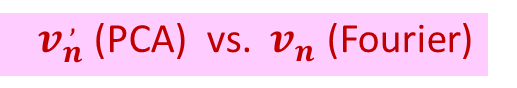 v′ₙ (PCA) vs. vₙ (Fourier)